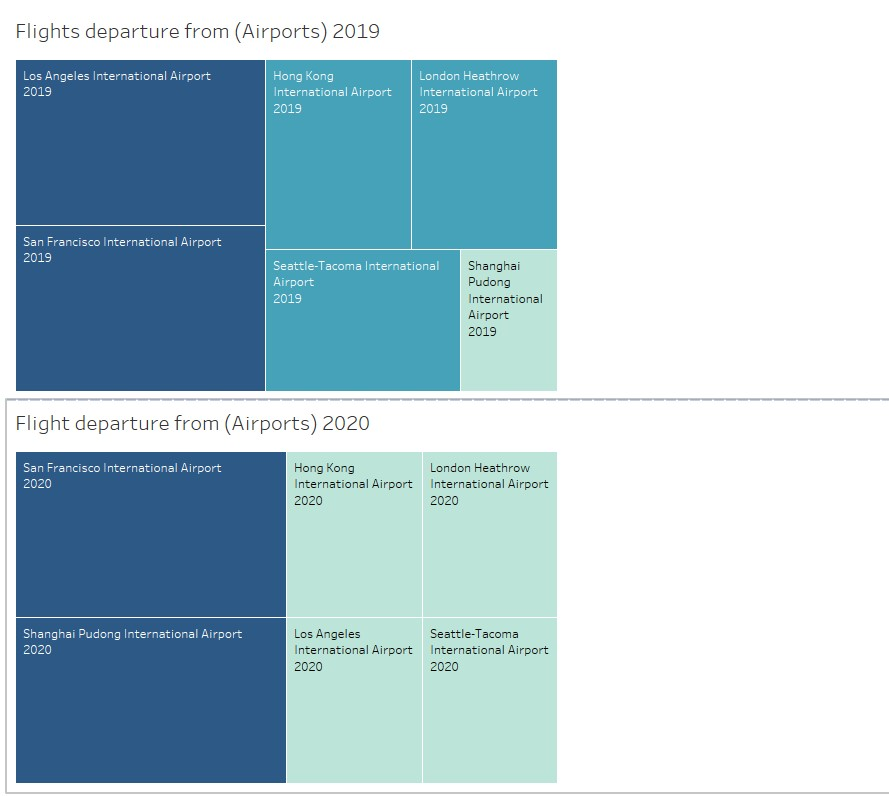 Flights departure from (Airports) 2019
Los Angeles International Airport
2019
Hong Kong
International Airport
2019
London Heathrow
International Airport
2019
San Francisco International Airport
2019
Seattle-Tacoma International
Airport
2019
Shanghai
Pudong
International
Airport
2019
Flight departure from (Airports) 2020
San Francisco International Airport
2020
Hong Kong
International Airport
2020
London Heathrow
International Airport
2020
Shanghai Pudong International Airport
2020
Los Angeles
International Airport
2020
Seattle-Tacoma
International Airport
2020